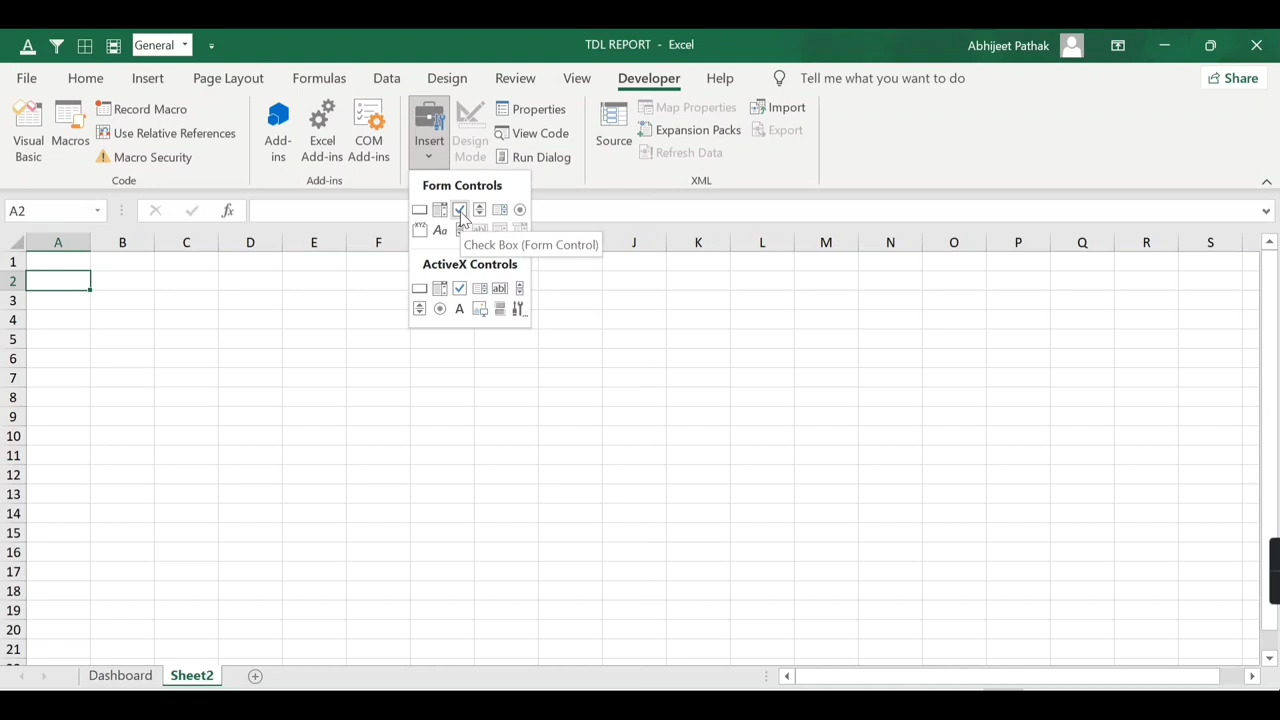 General
TDL REPORT - Excel
Abhijeet Pathak
File Home Insert Page Layout Formulas Data Design Review View Developer Help Tell me what you want to do Share
Visual Basic
Macros
Record Macro
Use Relative References
Macro Security
Code
Add-ins
Excel Add-ins
COM Add-ins
Add-ins
Insert
Design Mode
Properties
View Code
Run Dialog
Source
Map Properties
Expansion Packs
Refresh Data
Import
Export
XML
Form Controls
XYZ
Aa
ab|
Check Box (Form Control)
ActiveX Controls
ab|
A
A2
fx
A B C D E F J K L M N O P Q R S
1
2
3
4
5
6
7
8
9
10
11
12
13
14
15
16
17
18
19
20
21
Dashboard Sheet2